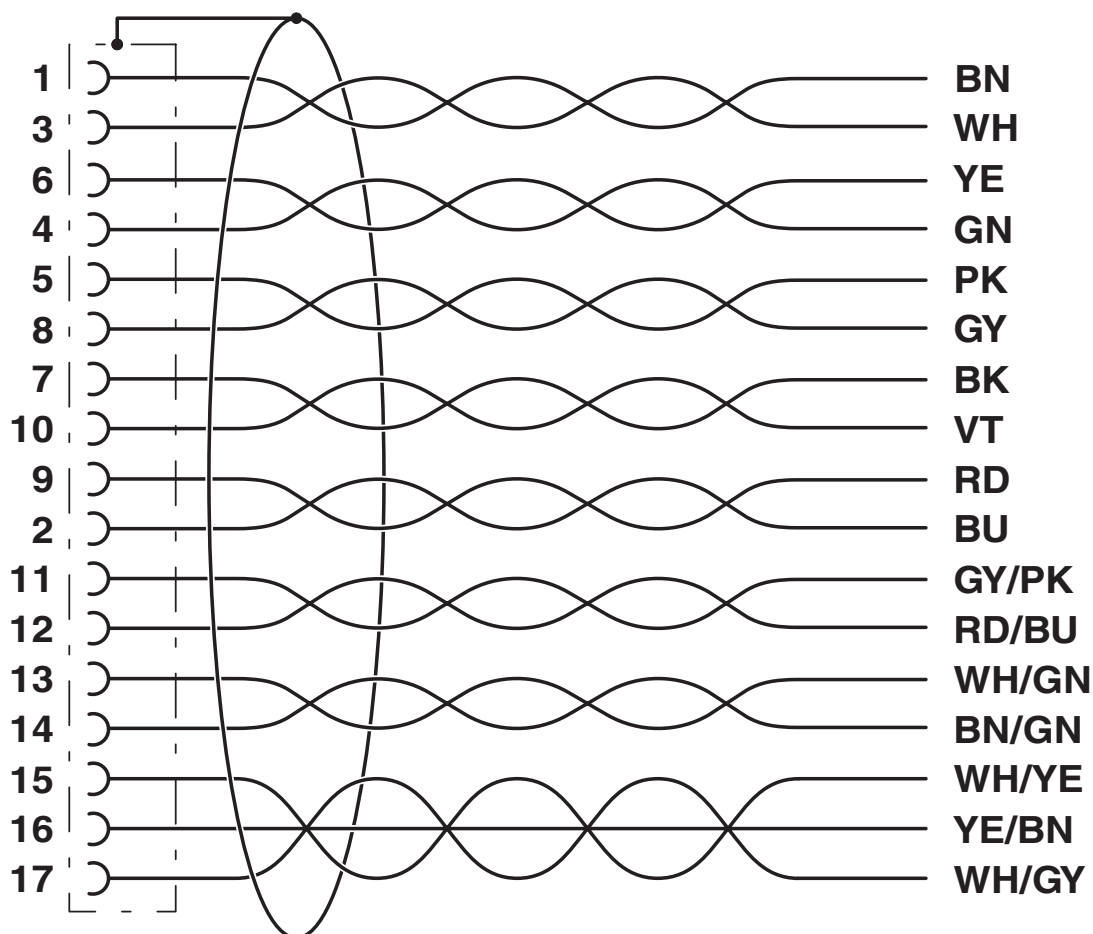 1 BN
3 WH
6 YE
4 GN
5 PK
8 GY
7 BK
10 VT
9 RD
2 BU
11 GY/PK
12 RD/BU
13 WH/GN
14 BN/GN
15 WH/YE
16 YE/BN
17 WH/GY